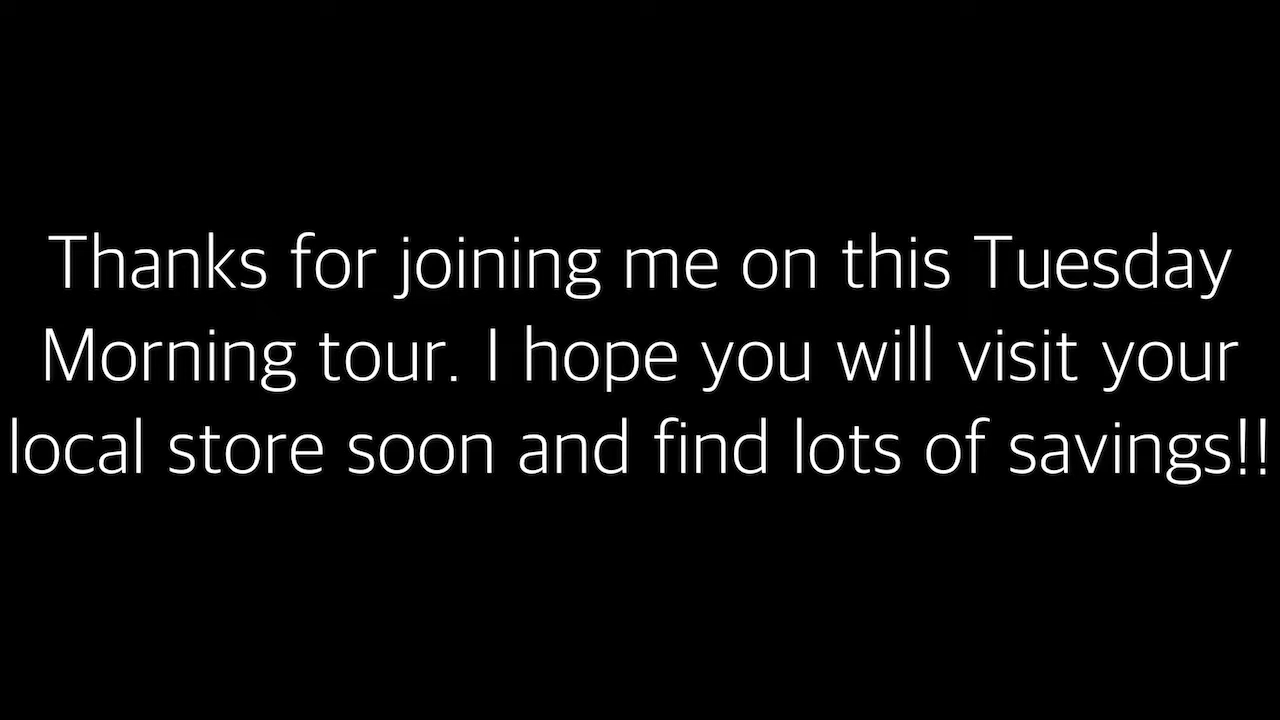 Thanks for joining me on this Tuesday
Morning tour. I hope you will visit your
local store soon and find lots of savings!!